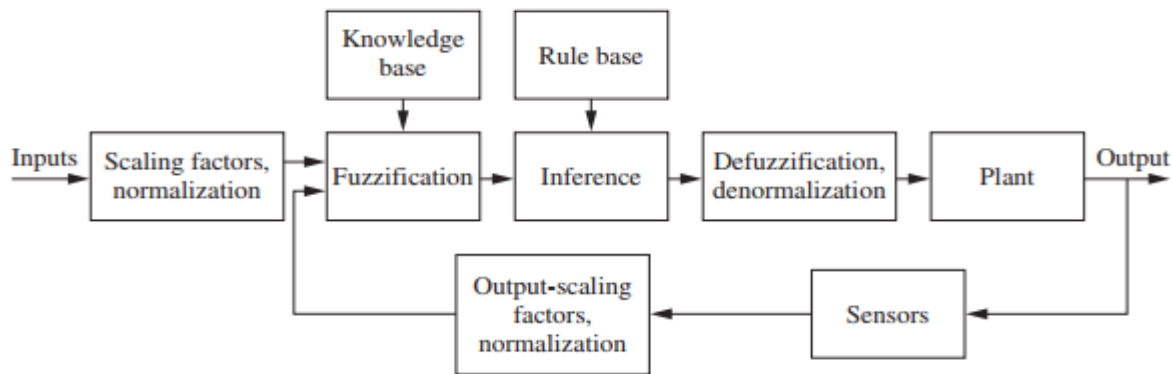 Knowledge
base
Rule base
Inputs
Scaling factors,
normalization
Fuzzification
Inference
Defuzzification,
denormalization
Plant
Output
Output-scaling
factors,
normalization
Sensors